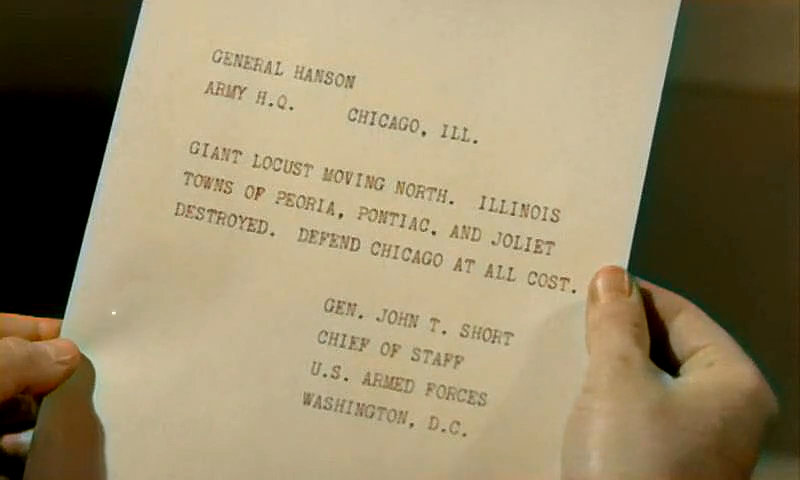 GENERAL HANSON
ARMY H.Q. CHICAGO, ILL.
GIANT LOCUST MOVING NORTH. ILLINOIS
TOWNS OF PEORIA, PONTIAC, AND JOLIET
DESTROYED. DEFEND CHICAGO AT ALL COST.
GEN. JOHN T. SHORT
CHIEF OF STAFF
U.S. ARMED FORCES
WASHINGTON, D.C.